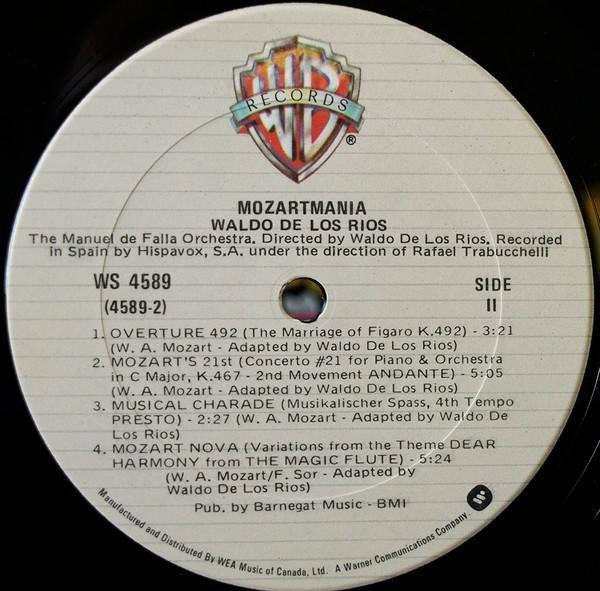 WB
RECORDS
®
MOZARTMANIA
WALDO DE LOS RIOS
The Manuel de Falla Orchestra. Directed by Waldo De Los Rios. Recorded
in Spain by Hispavox, S.A. under the direction of Rafael Trabucchelli
WS 4589
(4589-2)
SIDE
II
1. OVERTURE 492 (The Marriage of Figaro K.492) - 3:21
(W. A. Mozart - Adapted by Waldo De Los Rios)
2. MOZART'S 21st (Concerto #21 for Piano & Orchestra
in C Major, K.467 - 2nd Movement ANDANTE) - 5:05
(W. A. Mozart - Adapted by Waldo De Los Rios)
3. MUSICAL CHARADE (Musikalischer Spass, 4th Tempo
PRESTO) - 2:27 (W. A. Mozart - Adapted by Waldo De
Los Rios)
4. MOZART NOVA (Variations from the Theme DEAR
HARMONY from THE MAGIC FLUTE) - 5:24
(W. A. Mozart/F. Sor - Adapted by
Waldo De Los Rios)
Pub. by Barnegat Music - BMI
Manufactured and Distributed By WEA Music of Canada, Ltd. A Warner Communications Company.